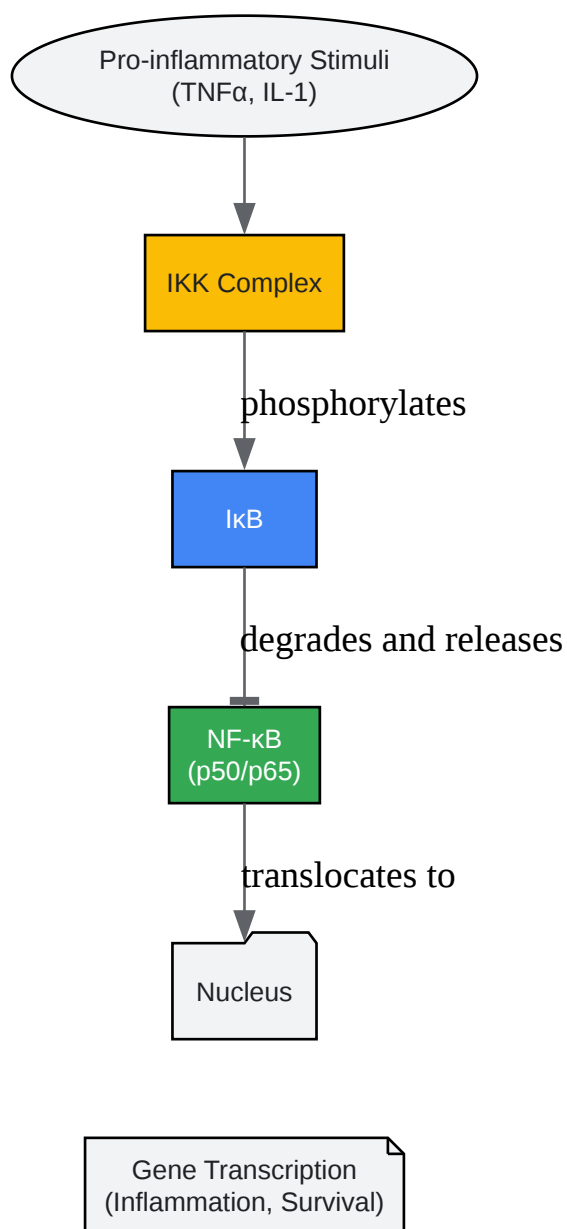 Pro-inflammatory Stimuli
(TNFα, IL-1)
IKK Complex
phosphorylates
IκB
degrades and releases
NF-κB
(p50/p65)
translocates to
Nucleus
Gene Transcription
(Inflammation, Survival)